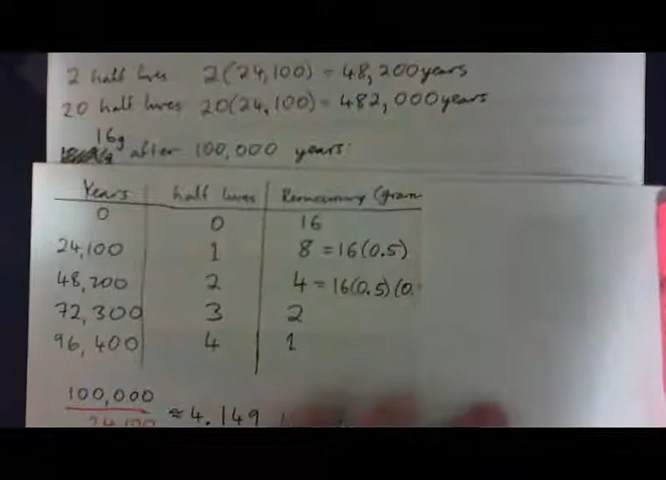 2 half lives 2(24,100) = 48,200 years
20 half lives 20(24,100) = 482,000 years
16g
after 100,000 years:
Years half lives Remaining (gram
0 0 16
24,100 1 8 = 16(0.5)
48,200 2 4 = 16(0.5)(0.
72,300 3 2
96,400 4 1
100,000
24,100 ≈ 4.149